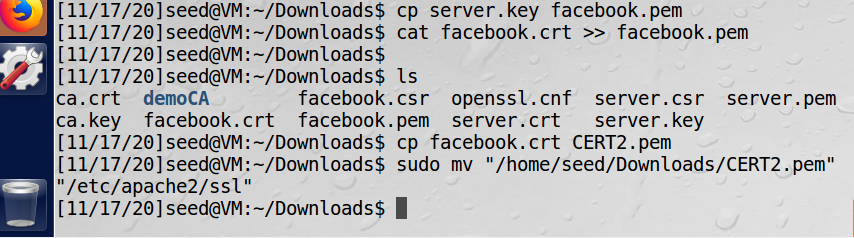 [11/17/20]seed@VM:~/Downloads$ cp server.key facebook.pem
[11/17/20]seed@VM:~/Downloads$ cat facebook.crt >> facebook.pem
[11/17/20]seed@VM:~/Downloads$
[11/17/20]seed@VM:~/Downloads$ ls
ca.crt  demoCA        facebook.csr  openssl.cnf  server.csr  server.pem
ca.key  facebook.crt  facebook.pem  server.crt   server.key
[11/17/20]seed@VM:~/Downloads$ cp facebook.crt CERT2.pem
[11/17/20]seed@VM:~/Downloads$ sudo mv "/home/seed/Downloads/CERT2.pem"
"/etc/apache2/ssl"
[11/17/20]seed@VM:~/Downloads$